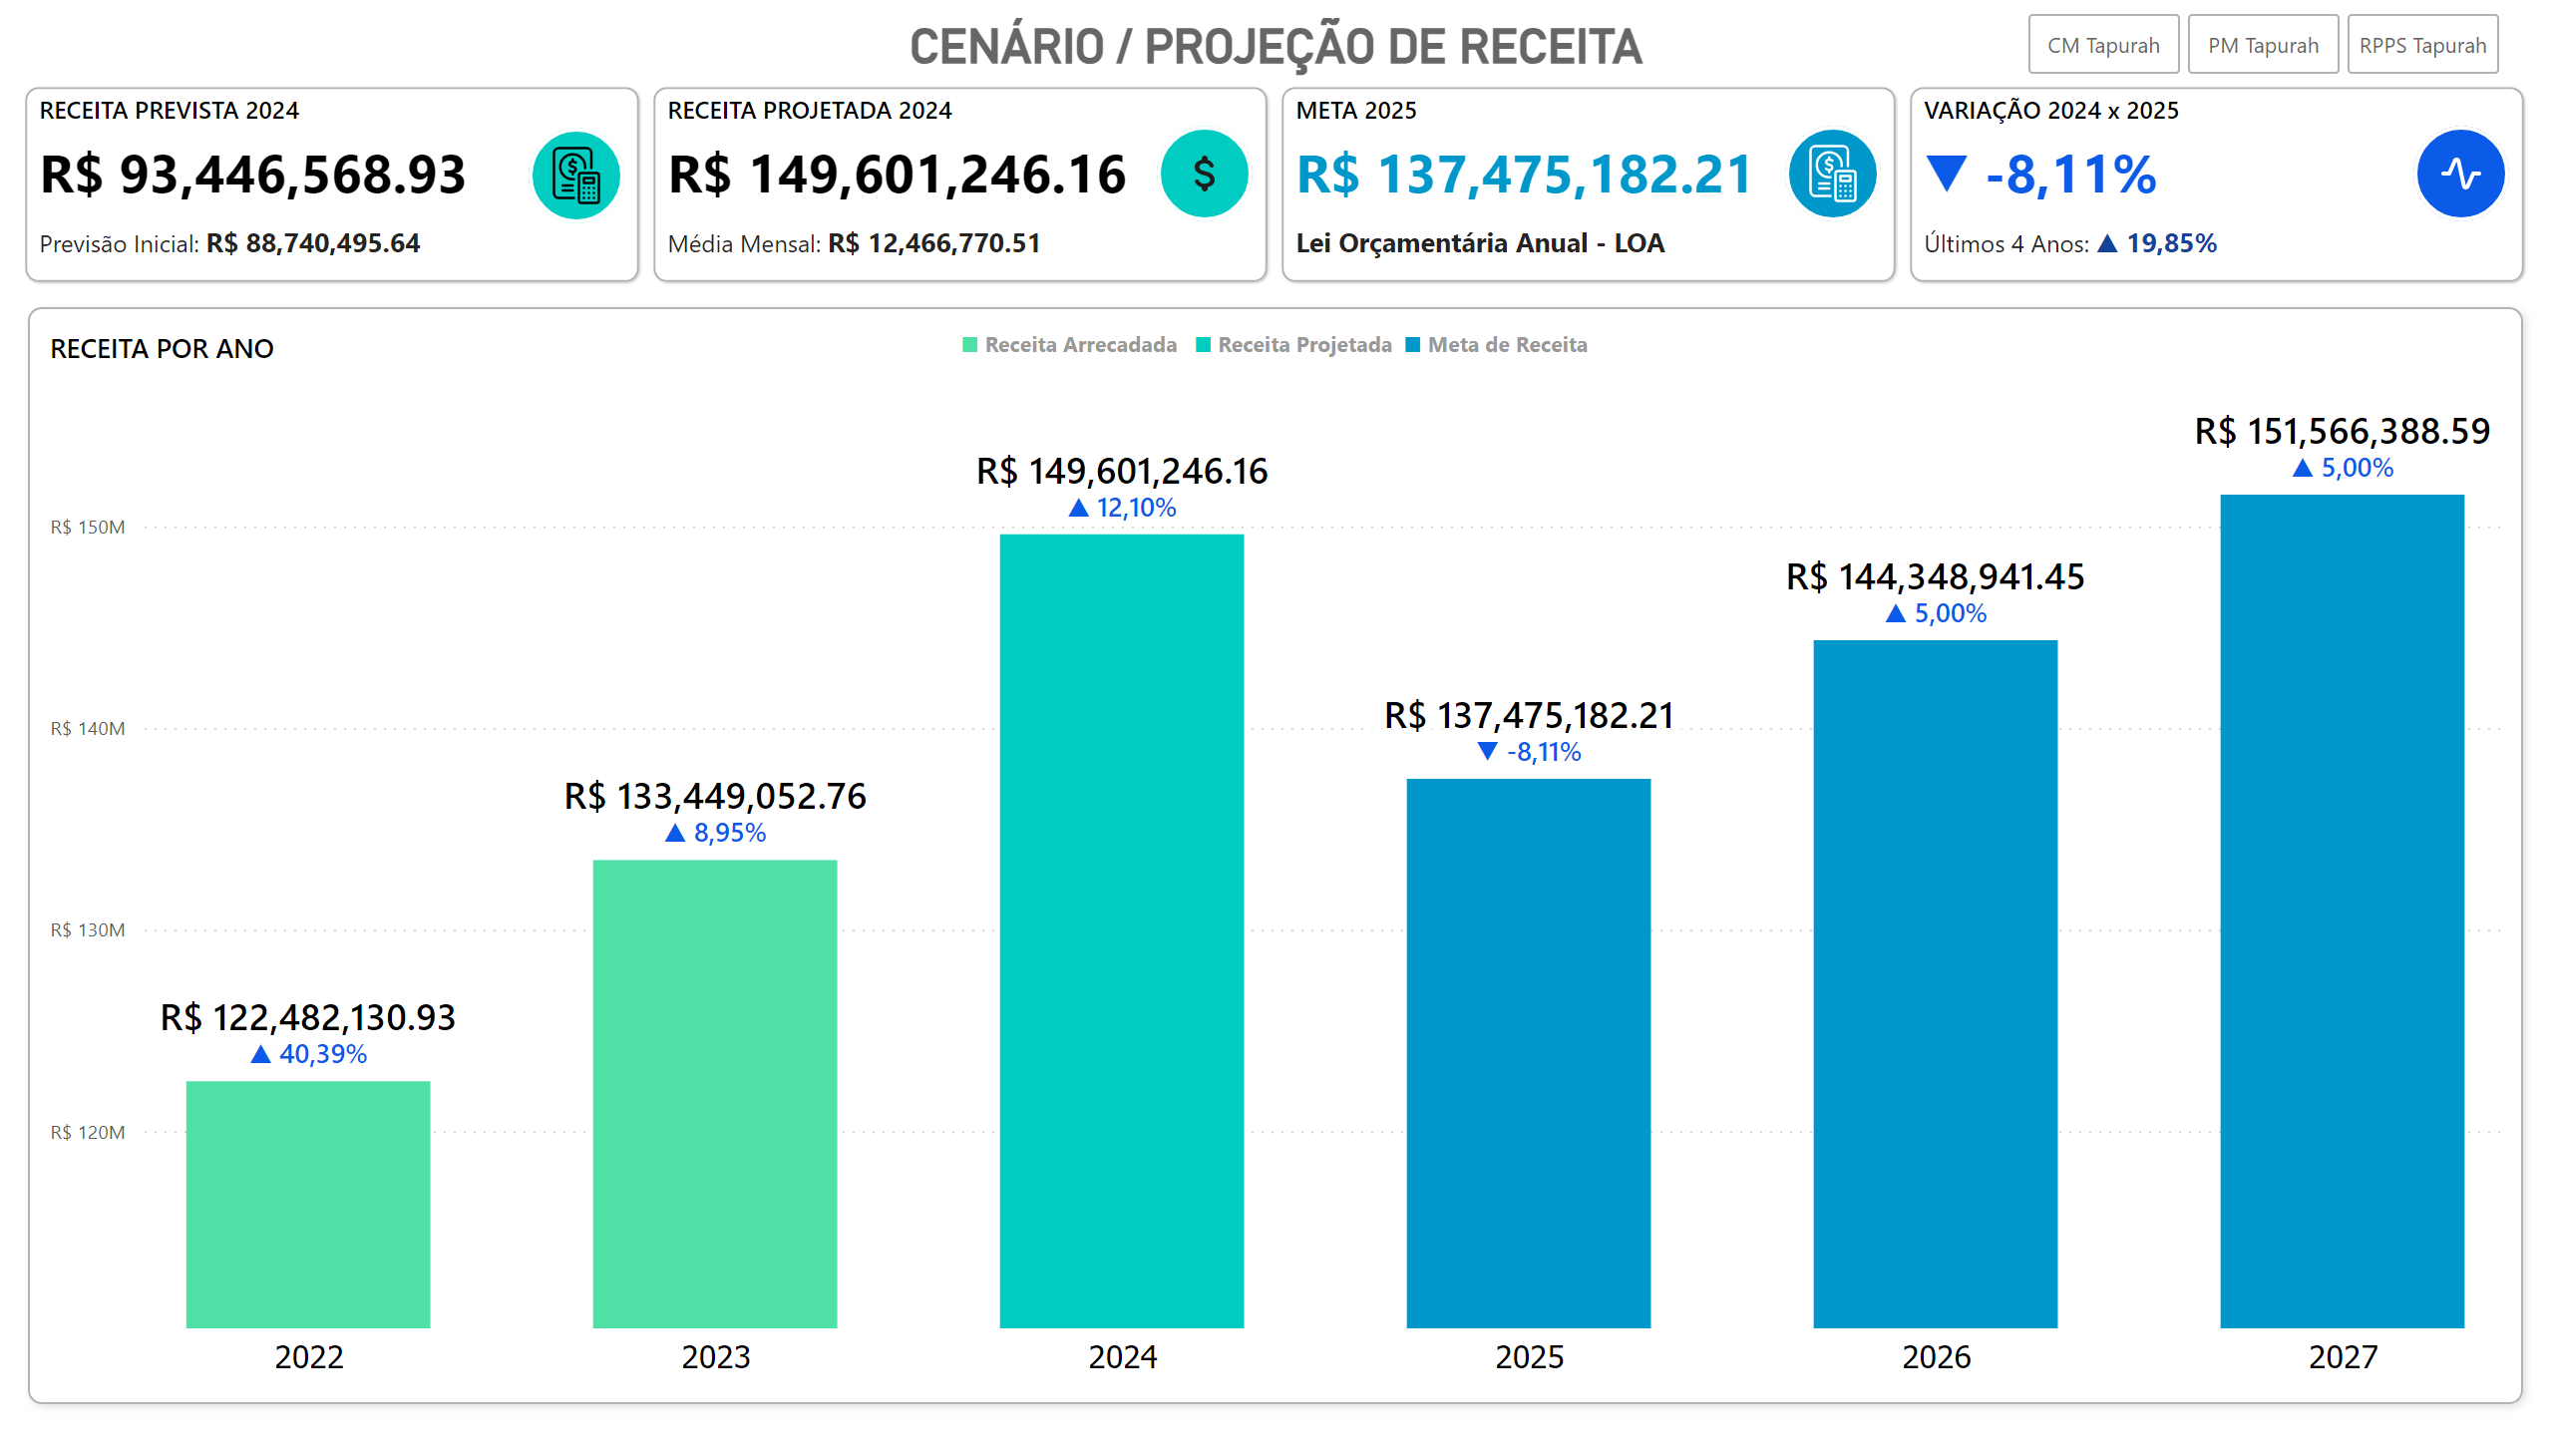 CENÁRIO / PROJEÇÃO DE RECEITA
CM Tapurah
PM Tapurah
RPPS Tapurah
RECEITA PREVISTA 2024
R$ 93,446,568.93
Previsão Inicial: R$ 88,740,495.64
RECEITA PROJETADA 2024
R$ 149,601,246.16
Média Mensal: R$ 12,466,770.51
META 2025
R$ 137,475,182.21
Lei Orçamentária Anual - LOA
VARIAÇÃO 2024 x 2025
▼ -8,11%
Últimos 4 Anos: ▲ 19,85%
RECEITA POR ANO
Receita Arrecadada
Receita Projetada
Meta de Receita
R$ 150M
R$ 140M
R$ 130M
R$ 120M
R$ 122,482,130.93
▲ 40,39%
R$ 133,449,052.76
▲ 8,95%
R$ 149,601,246.16
▲ 12,10%
R$ 137,475,182.21
▼ -8,11%
R$ 144,348,941.45
▲ 5,00%
R$ 151,566,388.59
▲ 5,00%
2022
2023
2024
2025
2026
2027